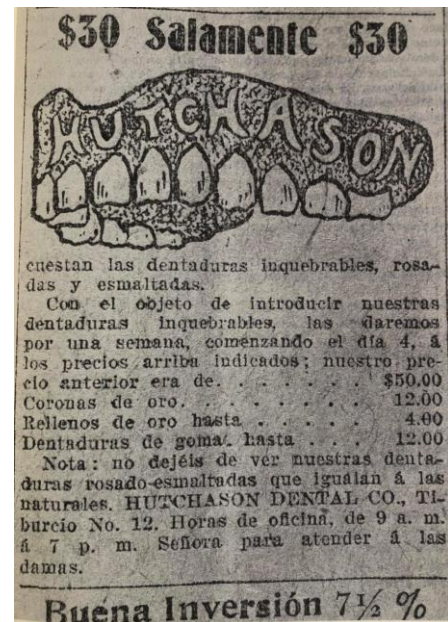 $30 Salamente $30
HUTCHASON
cuestan las dentaduras inquebrables, rosa-
das y esmaltadas.
Con el objeto de introducir nuestras
dentaduras inquebrables, las daremos
por una semana, comenzando el día 4, á
los precios arriba indicados; nuestro pre-
cio anterior era de. . . . . . . $50.00
Coronas de oro. . . . . . . . . 12.00
Rellenos de oro hasta . . . . . 4.00
Dentaduras de goma. hasta . . . . 12.00
Nota: no dejéis de ver nuestras denta-
duras rosado-esmaltadas que igualan á las
naturales. HUTCHASON DENTAL CO., Ti-
burcio No. 12. Horas de oficina, de 9 a. m.
á 7 p. m. Señora para atender á las
damas.
Buena Inversión 7½ %